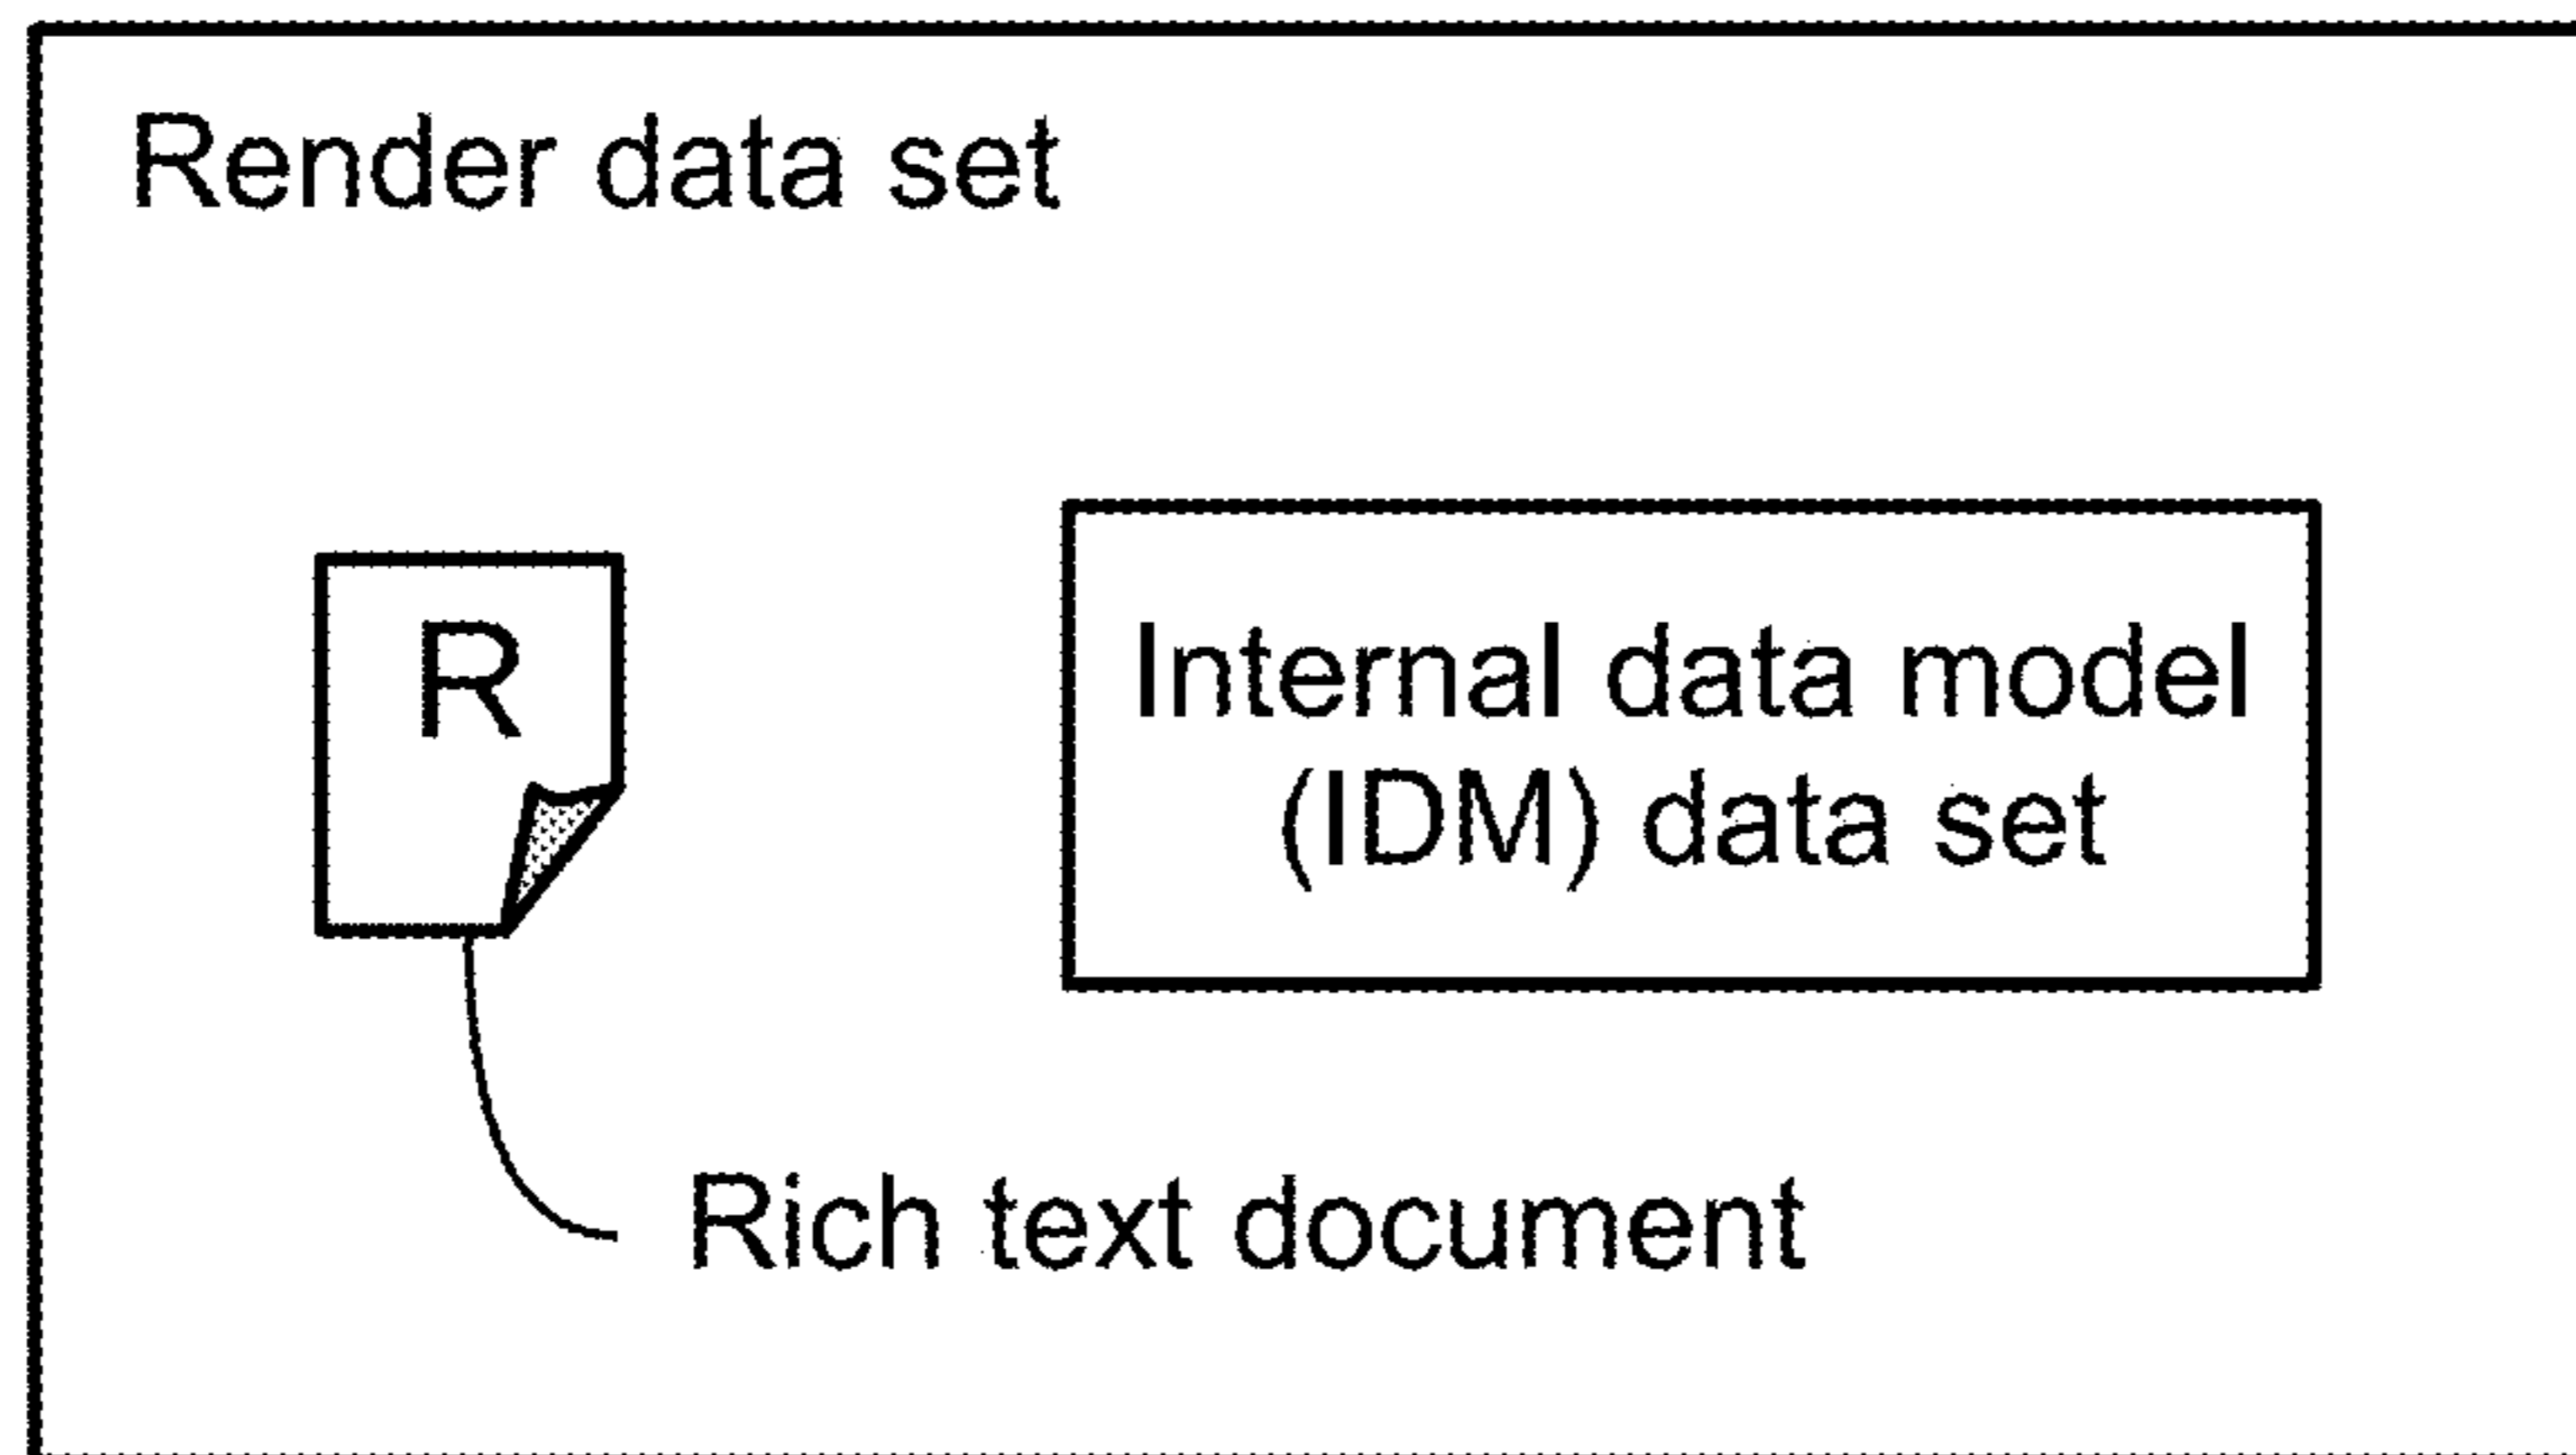 Render data set
R
Internal data model
(IDM) data set
Rich text document